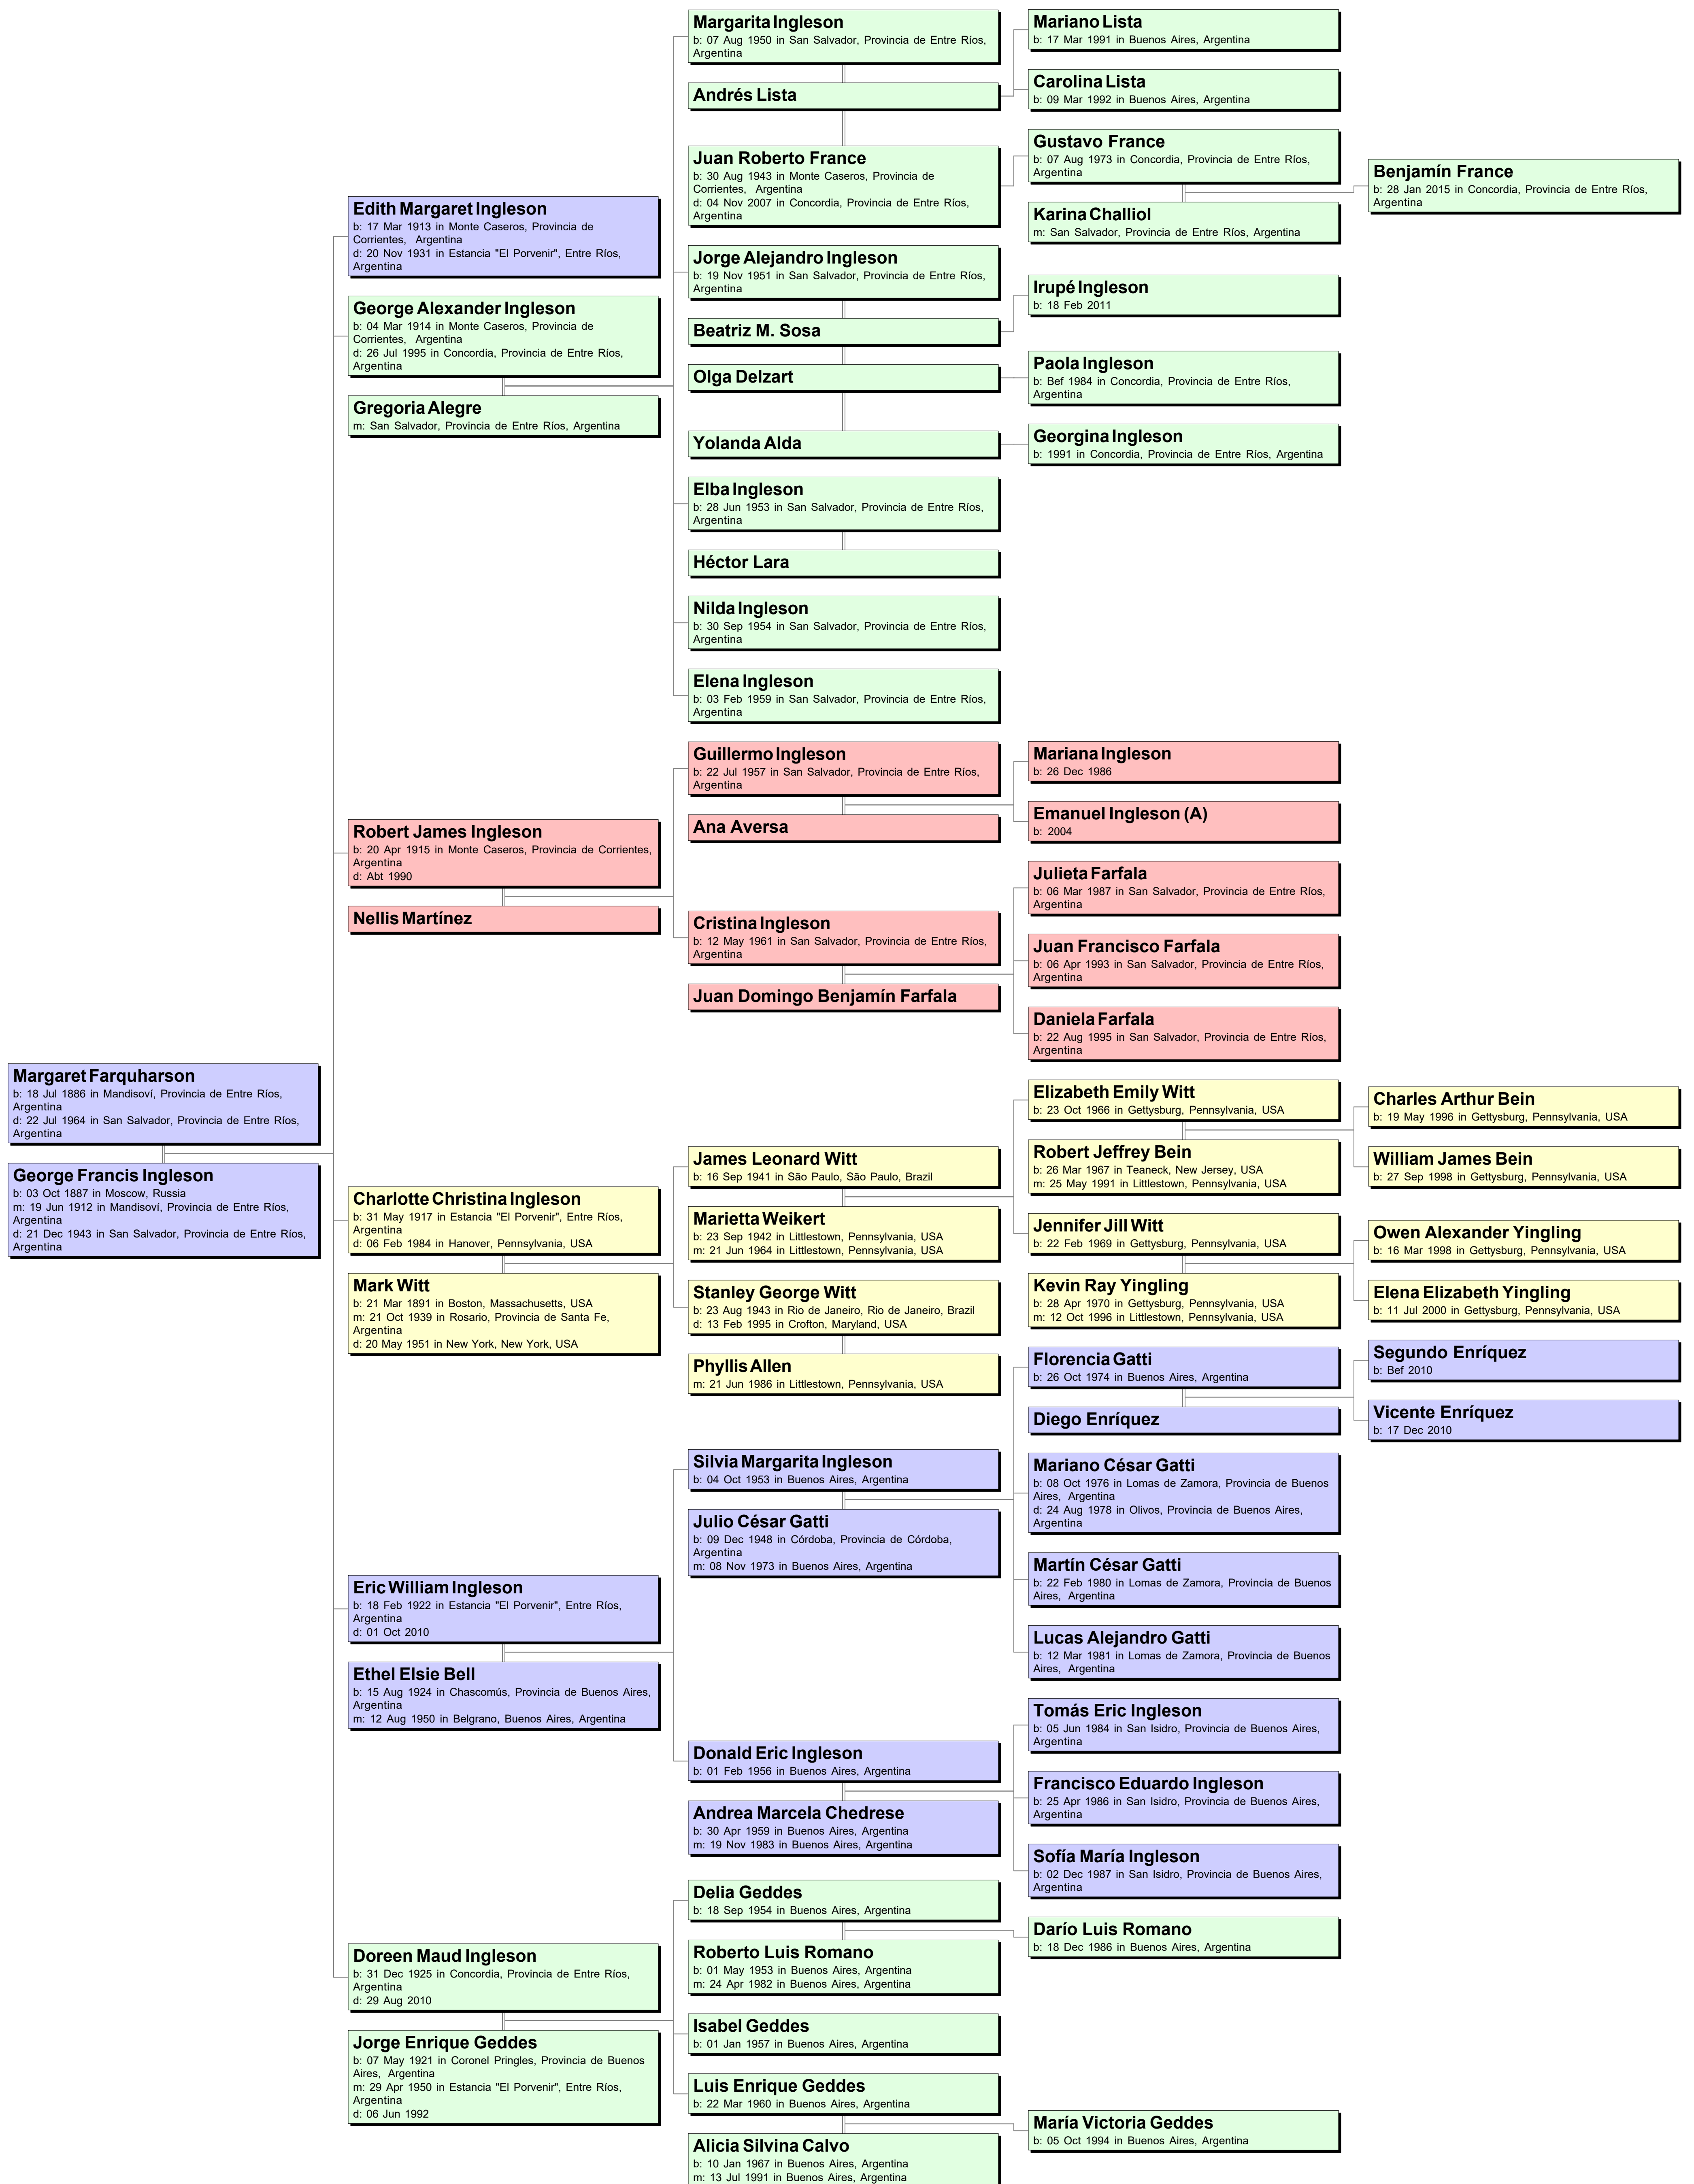 Margarita Ingleson
b: 07 Aug 1950 in San Salvador, Provincia de Entre Ríos,
Argentina
Andrés Lista
Juan Roberto France
b: 30 Aug 1943 in Monte Caseros, Provincia de
Corrientes, Argentina
d: 04 Nov 2007 in Concordia, Provincia de Entre Ríos,
Argentina
Mariano Lista
b: 17 Mar 1991 in Buenos Aires, Argentina
Carolina Lista
b: 09 Mar 1992 in Buenos Aires, Argentina
Gustavo France
b: 07 Aug 1973 in Concordia, Provincia de Entre Ríos,
Argentina
Karina Challiol
m: San Salvador, Provincia de Entre Ríos, Argentina
Benjamín France
b: 28 Jan 2015 in Concordia, Provincia de Entre Ríos,
Argentina
Edith Margaret Ingleson
b: 17 Mar 1913 in Monte Caseros, Provincia de
Corrientes, Argentina
d: 20 Nov 1931 in Estancia "El Porvenir", Entre Ríos,
Argentina
George Alexander Ingleson
b: 04 Mar 1914 in Monte Caseros, Provincia de
Corrientes, Argentina
d: 26 Jul 1995 in Concordia, Provincia de Entre Ríos,
Argentina
Gregoria Alegre
m: San Salvador, Provincia de Entre Ríos, Argentina
Jorge Alejandro Ingleson
b: 19 Nov 1951 in San Salvador, Provincia de Entre Ríos,
Argentina
Beatriz M. Sosa
Olga Delzart
Yolanda Alda
Irupé Ingleson
b: 18 Feb 2011
Paola Ingleson
b: Bef 1984 in Concordia, Provincia de Entre Ríos,
Argentina
Georgina Ingleson
b: 1991 in Concordia, Provincia de Entre Ríos, Argentina
Elba Ingleson
b: 28 Jun 1953 in San Salvador, Provincia de Entre Ríos,
Argentina
Héctor Lara
Nilda Ingleson
b: 30 Sep 1954 in San Salvador, Provincia de Entre Ríos,
Argentina
Elena Ingleson
b: 03 Feb 1959 in San Salvador, Provincia de Entre Ríos,
Argentina
Robert James Ingleson
b: 20 Apr 1915 in Monte Caseros, Provincia de Corrientes,
Argentina
d: Abt 1990
Nellis Martínez
Guillermo Ingleson
b: 22 Jul 1957 in San Salvador, Provincia de Entre Ríos,
Argentina
Ana Aversa
Mariana Ingleson
b: 26 Dec 1986
Emanuel Ingleson (A)
b: 2004
Cristina Ingleson
b: 12 May 1961 in San Salvador, Provincia de Entre Ríos,
Argentina
Juan Domingo Benjamín Farfala
Julieta Farfala
b: 06 Mar 1987 in San Salvador, Provincia de Entre Ríos,
Argentina
Juan Francisco Farfala
b: 06 Apr 1993 in San Salvador, Provincia de Entre Ríos,
Argentina
Daniela Farfala
b: 22 Aug 1995 in San Salvador, Provincia de Entre Ríos,
Argentina
Margaret Farquharson
b: 18 Jul 1886 in Mandisoví, Provincia de Entre Ríos,
Argentina
d: 22 Jul 1964 in San Salvador, Provincia de Entre Ríos,
Argentina
George Francis Ingleson
b: 03 Oct 1887 in Moscow, Russia
m: 19 Jun 1912 in Mandisoví, Provincia de Entre Ríos,
Argentina
d: 21 Dec 1943 in San Salvador, Provincia de Entre Ríos,
Argentina
Charlotte Christina Ingleson
b: 31 May 1917 in Estancia "El Porvenir", Entre Ríos,
Argentina
d: 06 Feb 1984 in Hanover, Pennsylvania, USA
Mark Witt
b: 21 Mar 1891 in Boston, Massachusetts, USA
m: 21 Oct 1939 in Rosario, Provincia de Santa Fe,
Argentina
d: 20 May 1951 in New York, New York, USA
James Leonard Witt
b: 16 Sep 1941 in São Paulo, São Paulo, Brazil
Marietta Weikert
b: 23 Sep 1942 in Littlestown, Pennsylvania, USA
m: 21 Jun 1964 in Littlestown, Pennsylvania, USA
Stanley George Witt
b: 23 Aug 1943 in Rio de Janeiro, Rio de Janeiro, Brazil
d: 13 Feb 1995 in Crofton, Maryland, USA
Phyllis Allen
m: 21 Jun 1986 in Littlestown, Pennsylvania, USA
Elizabeth Emily Witt
b: 23 Oct 1966 in Gettysburg, Pennsylvania, USA
Robert Jeffrey Bein
b: 26 Mar 1967 in Teaneck, New Jersey, USA
m: 25 May 1991 in Littlestown, Pennsylvania, USA
Jennifer Jill Witt
b: 22 Feb 1969 in Gettysburg, Pennsylvania, USA
Kevin Ray Yingling
b: 28 Apr 1970 in Gettysburg, Pennsylvania, USA
m: 12 Oct 1996 in Littlestown, Pennsylvania, USA
Charles Arthur Bein
b: 19 May 1996 in Gettysburg, Pennsylvania, USA
William James Bein
b: 27 Sep 1998 in Gettysburg, Pennsylvania, USA
Owen Alexander Yingling
b: 16 Mar 1998 in Gettysburg, Pennsylvania, USA
Elena Elizabeth Yingling
b: 11 Jul 2000 in Gettysburg, Pennsylvania, USA
Eric William Ingleson
b: 18 Feb 1922 in Estancia "El Porvenir", Entre Ríos,
Argentina
d: 01 Oct 2010
Ethel Elsie Bell
b: 15 Aug 1924 in Chascomús, Provincia de Buenos Aires,
Argentina
m: 12 Aug 1950 in Belgrano, Buenos Aires, Argentina
Silvia Margarita Ingleson
b: 04 Oct 1953 in Buenos Aires, Argentina
Julio César Gatti
b: 09 Dec 1948 in Córdoba, Provincia de Córdoba,
Argentina
m: 08 Nov 1973 in Buenos Aires, Argentina
Florencia Gatti
b: 26 Oct 1974 in Buenos Aires, Argentina
Diego Enríquez
Segundo Enríquez
b: Bef 2010
Vicente Enríquez
b: 17 Dec 2010
Mariano César Gatti
b: 08 Oct 1976 in Lomas de Zamora, Provincia de Buenos
Aires, Argentina
d: 24 Aug 1978 in Olivos, Provincia de Buenos Aires,
Argentina
Martín César Gatti
b: 22 Feb 1980 in Lomas de Zamora, Provincia de Buenos
Aires, Argentina
Lucas Alejandro Gatti
b: 12 Mar 1981 in Lomas de Zamora, Provincia de Buenos
Aires, Argentina
Donald Eric Ingleson
b: 01 Feb 1956 in Buenos Aires, Argentina
Andrea Marcela Chedrese
b: 30 Apr 1959 in Buenos Aires, Argentina
m: 19 Nov 1983 in Buenos Aires, Argentina
Tomás Eric Ingleson
b: 05 Jun 1984 in San Isidro, Provincia de Buenos Aires,
Argentina
Francisco Eduardo Ingleson
b: 25 Apr 1986 in San Isidro, Provincia de Buenos Aires,
Argentina
Sofía María Ingleson
b: 02 Dec 1987 in San Isidro, Provincia de Buenos Aires,
Argentina
Doreen Maud Ingleson
b: 31 Dec 1925 in Concordia, Provincia de Entre Ríos,
Argentina
d: 29 Aug 2010
Jorge Enrique Geddes
b: 07 May 1921 in Coronel Pringles, Provincia de Buenos
Aires, Argentina
m: 29 Apr 1950 in Estancia "El Porvenir", Entre Ríos,
Argentina
d: 06 Jun 1992
Delia Geddes
b: 18 Sep 1954 in Buenos Aires, Argentina
Roberto Luis Romano
b: 01 May 1953 in Buenos Aires, Argentina
m: 24 Apr 1982 in Buenos Aires, Argentina
Darío Luis Romano
b: 18 Dec 1986 in Buenos Aires, Argentina
Isabel Geddes
b: 01 Jan 1957 in Buenos Aires, Argentina
Luis Enrique Geddes
b: 22 Mar 1960 in Buenos Aires, Argentina
Alicia Silvina Calvo
b: 10 Jan 1967 in Buenos Aires, Argentina
m: 13 Jul 1991 in Buenos Aires, Argentina
María Victoria Geddes
b: 05 Oct 1994 in Buenos Aires, Argentina